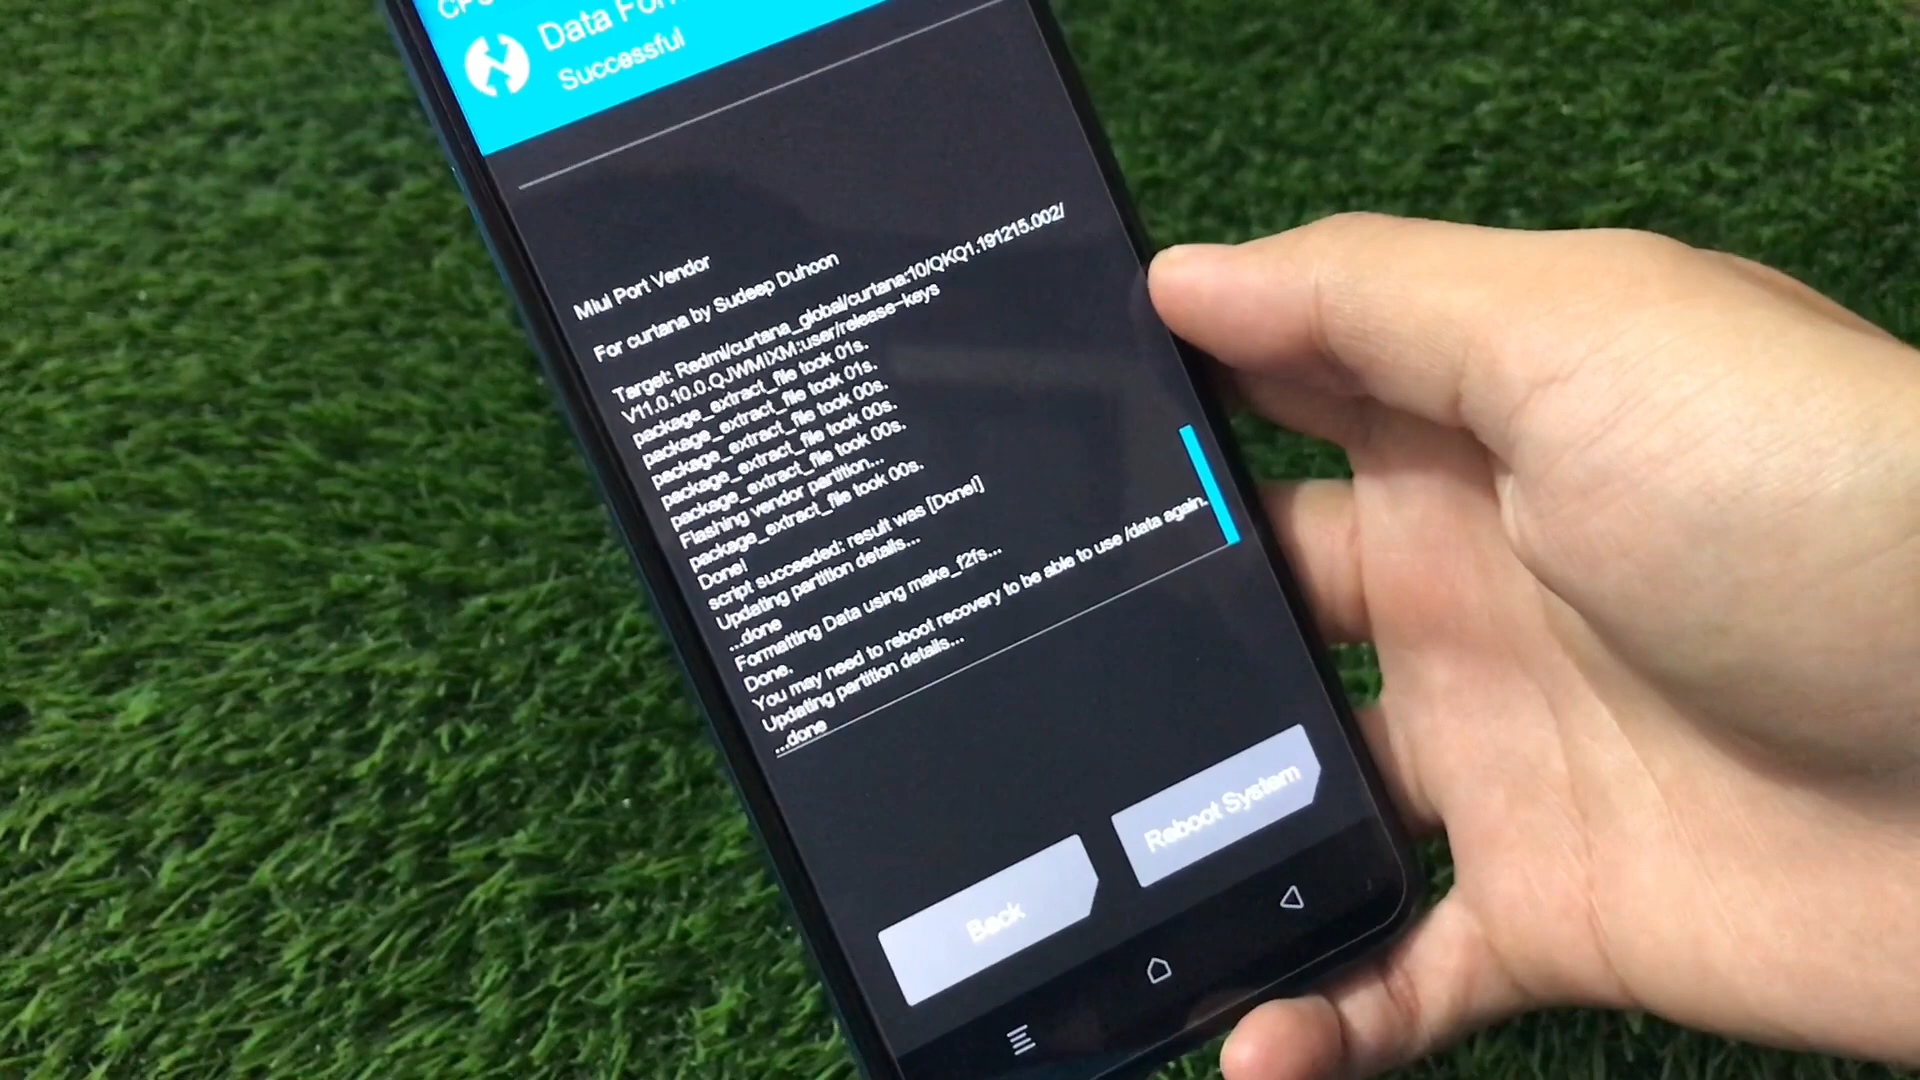 Data
Successful
MIui Port Vendor
For curtana by Sudeep Duhoon
Target: Redmi/curtana_global/curtana:10/QKQ1.191215.002/
V11.0.10.0.QJWMIXM:user/release-keys
package_extract_file took 01s.
package_extract_file took 01s.
package_extract_file took 00s.
package_extract_file took 00s.
package_extract_file took 00s.
Flashing vendor partition...
package_extract_file took 00s.
Done!
script succeeded: result was [Done!]
Updating partition details...
...done
Formatting Data using make_f2fs...
Done.
You may need to reboot recovery to be able to use /data again.
Updating partition details...
...done
Back
Reboot System